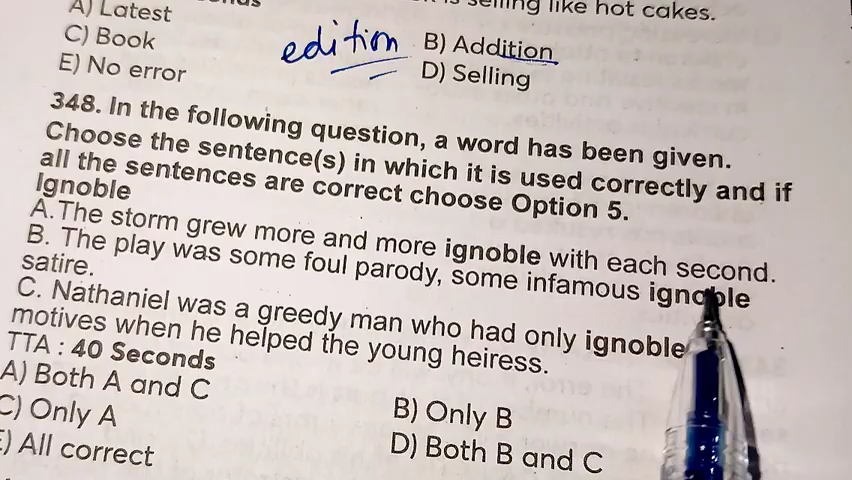 is selling like hot cakes.
A) Latest
C) Book
edition B) Addition
E) No error
D) Selling
348. In the following question, a word has been given.
Choose the sentence(s) in which it is used correctly and if
all the sentences are correct choose Option 5.
Ignoble
A.The storm grew more and more ignoble with each second.
B. The play was some foul parody, some infamous ignoble
satire.
C. Nathaniel was a greedy man who had only ignoble
motives when he helped the young heiress.
TTA : 40 Seconds
A) Both A and C
B) Only B
C) Only A
D) Both B and C
E) All correct